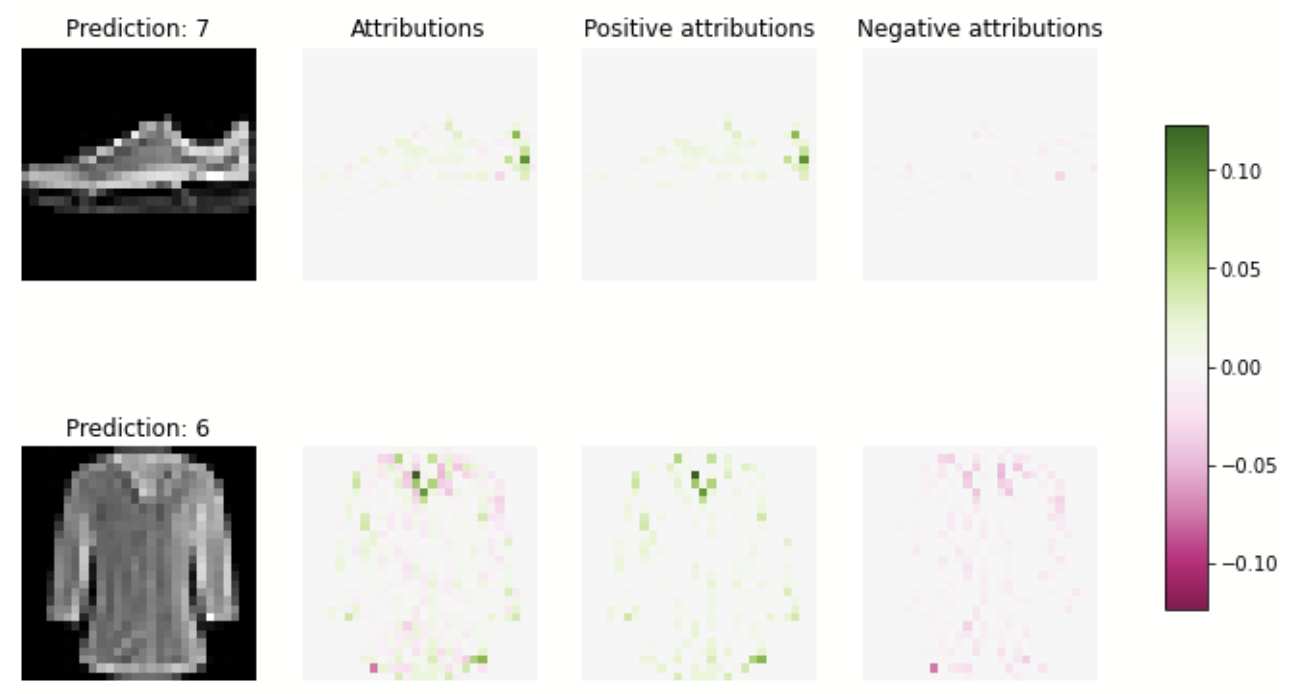 Prediction: 7
Attributions
Positive attributions
Negative attributions
0.10
0.05
0.00
−0.05
−0.10
Prediction: 6